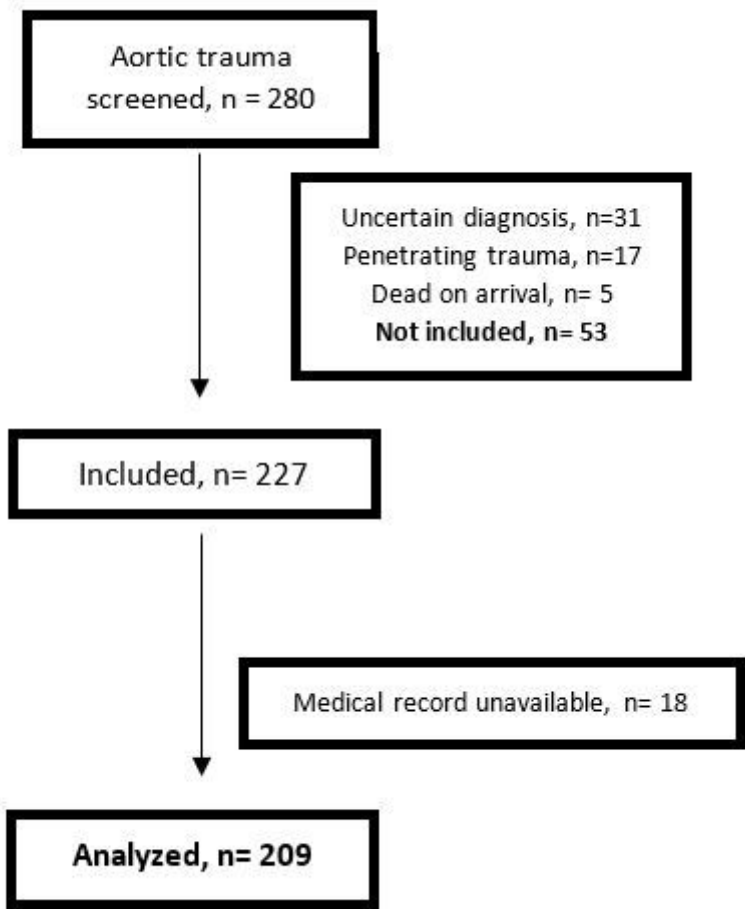 Aortic trauma
screened, n = 280
Uncertain diagnosis, n=31
Penetrating trauma, n=17
Dead on arrival, n= 5
Not included, n= 53
Included, n= 227
Medical record unavailable, n= 18
Analyzed, n= 209